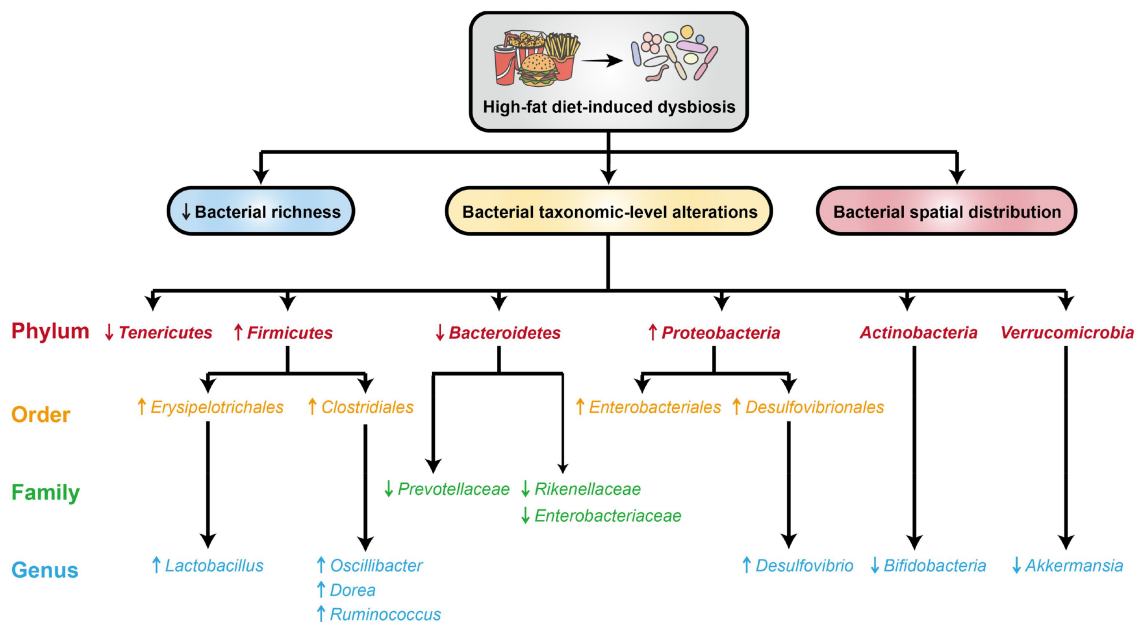 High-fat diet-induced dysbiosis
↓ Bacterial richness
Bacterial taxonomic-level alterations
Bacterial spatial distribution
Phylum
↓ Tenericutes
↑ Firmicutes
↓ Bacteroidetes
↑ Proteobacteria
Actinobacteria
Verrucomicrobia
Order
↑ Erysipelotrichales
↑ Clostridiales
↑ Enterobacteriales
↑ Desulfovibrionales
Family
↓ Prevotellaceae
↓ Rikenellaceae
↓ Enterobacteriaceae
Genus
↑ Lactobacillus
↑ Oscillibacter
↑ Dorea
↑ Ruminococcus
↑ Desulfovibrio
↓ Bifidobacteria
↓ Akkermansia